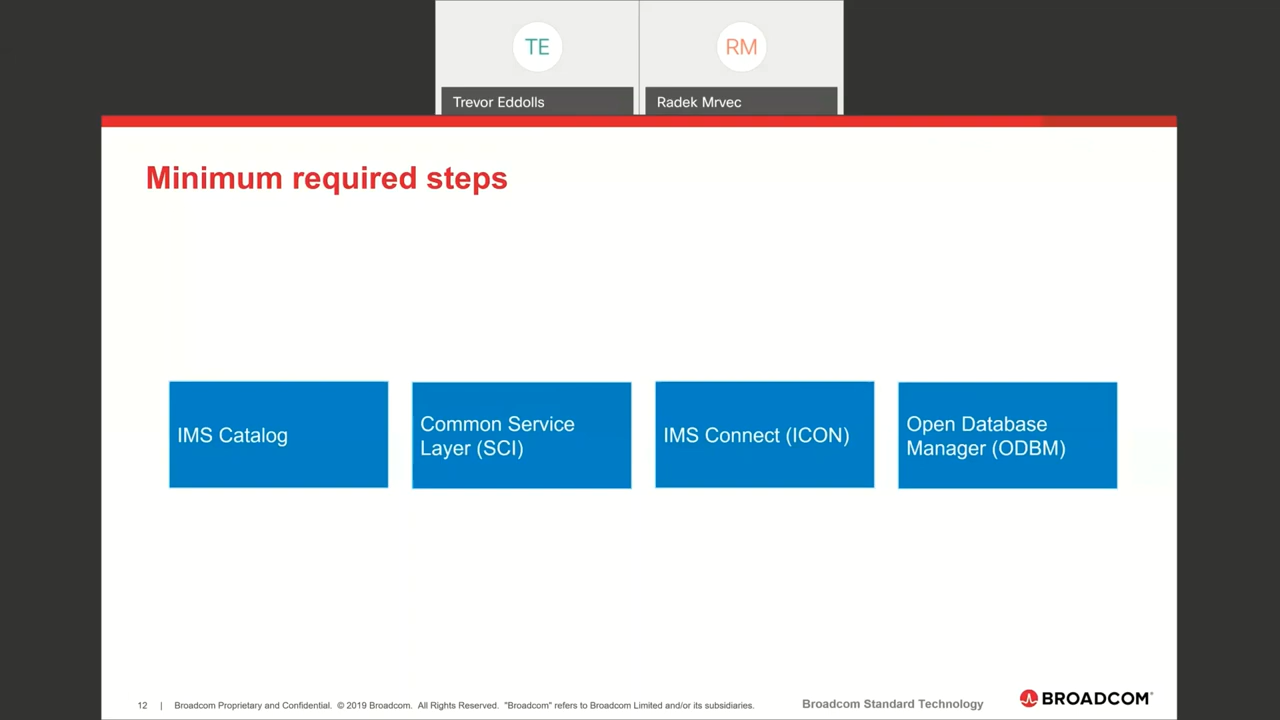 TE
RM
Trevor Eddolls
Radek Mrvec
Minimum required steps
IMS Catalog
Common Service
Layer (SCI)
IMS Connect (ICON)
Open Database
Manager (ODBM)
12 | Broadcom Proprietary and Confidential. © 2019 Broadcom. All Rights Reserved. "Broadcom" refers to Broadcom Limited and/or its subsidiaries.
Broadcom Standard Technology
BROADCOM®